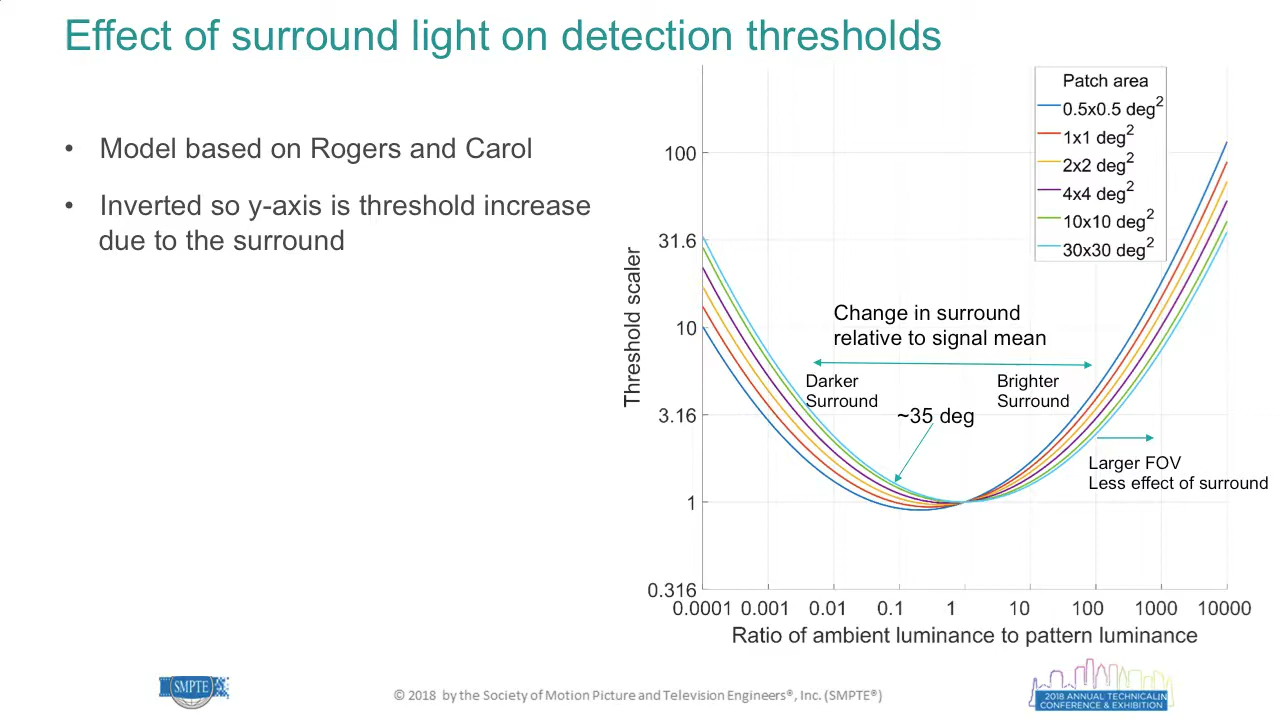 Effect of surround light on detection thresholds
• Model based on Rogers and Carol
• Inverted so y-axis is threshold increase
due to the surround
Patch area
0.5x0.5 deg2
1x1 deg2
2x2 deg2
4x4 deg2
10x10 deg2
30x30 deg2
100
31.6
10
3.16
1
0.316
Threshold scaler
Change in surround
relative to signal mean
Darker
Surround
Brighter
Surround
~35 deg
Larger FOV
Less effect of surround
0.0001 0.001 0.01 0.1 1 10 100 1000 10000
Ratio of ambient luminance to pattern luminance
SMPTE
© 2018 by the Society of Motion Picture and Television Engineers®, Inc. (SMPTE®)
2018 ANNUAL TECHNICAL
CONFERENCE & EXHIBITION